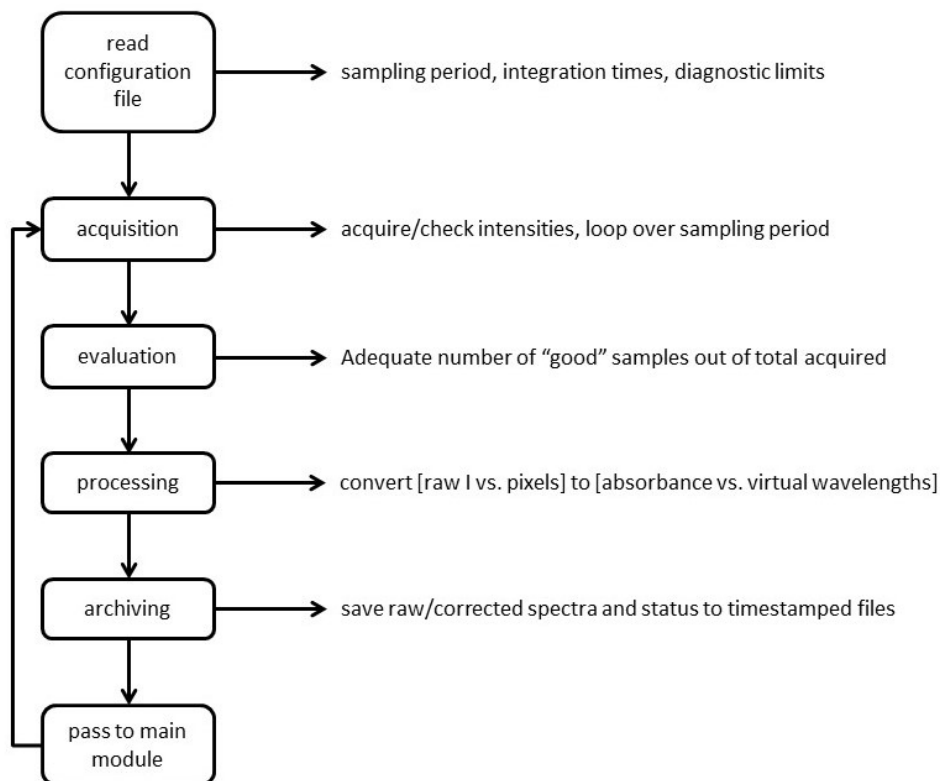 read
configuration
file
sampling period, integration times, diagnostic limits
acquisition
acquire/check intensities, loop over sampling period
evaluation
Adequate number of “good” samples out of total acquired
processing
convert [raw I vs. pixels] to [absorbance vs. virtual wavelengths]
archiving
save raw/corrected spectra and status to timestamped files
pass to main
module